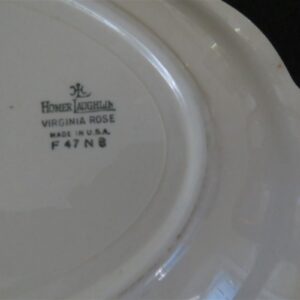 HOMER LAUGHLIN
VIRGINIA ROSE
MADE IN U.S.A.
F 47 N 8